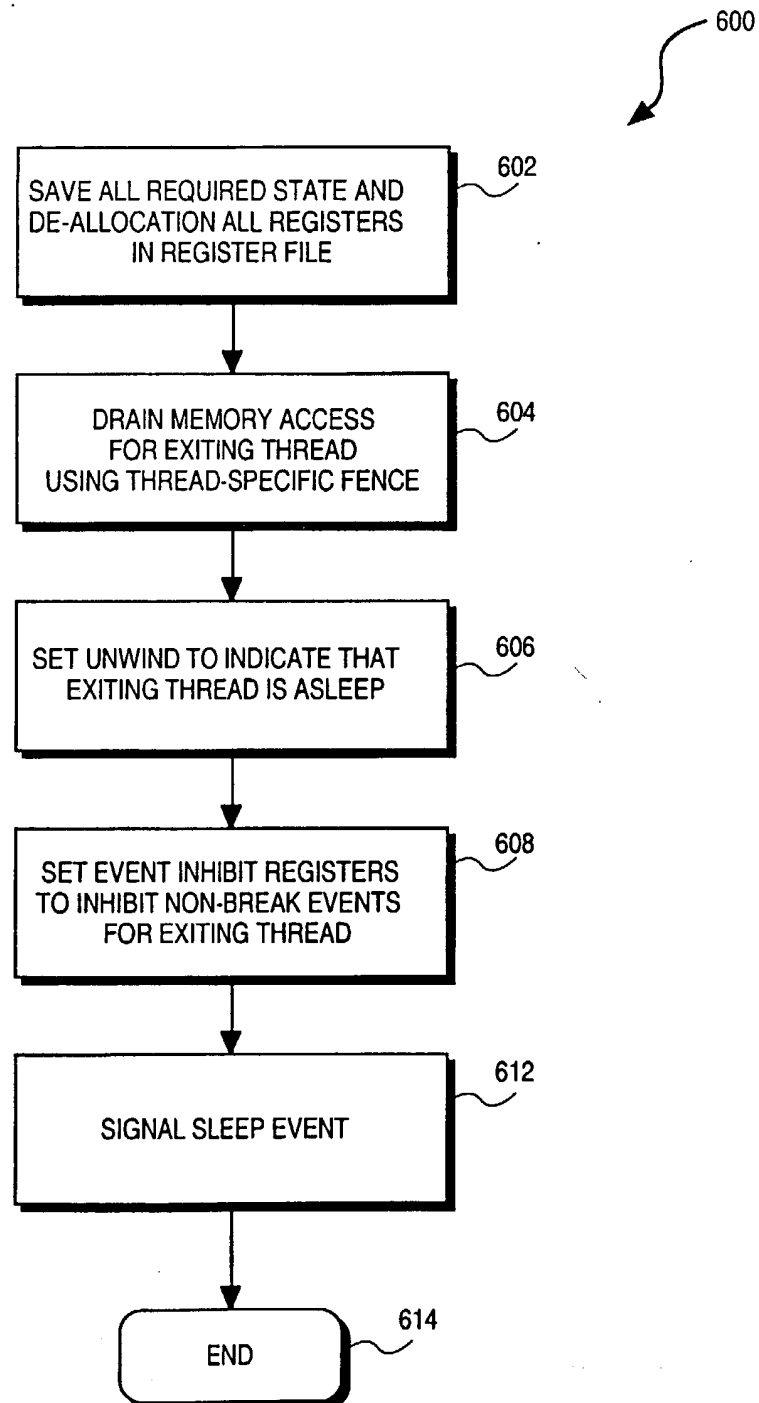 600
SAVE ALL REQUIRED STATE AND
DE-ALLOCATION ALL REGISTERS
IN REGISTER FILE
602
DRAIN MEMORY ACCESS
FOR EXITING THREAD
USING THREAD-SPECIFIC FENCE
604
SET UNWIND TO INDICATE THAT
EXITING THREAD IS ASLEEP
606
SET EVENT INHIBIT REGISTERS
TO INHIBIT NON-BREAK EVENTS
FOR EXITING THREAD
608
SIGNAL SLEEP EVENT
612
END
614